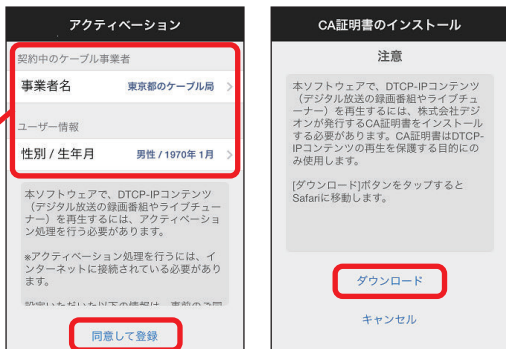 アクティベーション
契約中のケーブル事業者
事業者名 東京都のケーブル局 >
ユーザー情報
性別 / 生年月 男性 / 1970年 1月 >
本ソフトウェアで、DTCP-IPコンテンツ
（デジタル放送の録画番組やライブチュー
ナー）を再生するには、アクティベーショ
ン処理を行う必要があります。
*アクティベーション処理を行うには、イ
ンターネットに接続されている必要があり
ます。
同意して登録
CA証明書のインストール
注意
本ソフトウェアで、DTCP-IPコンテンツ
（デジタル放送の録画番組やライブチュ
ーナー）を再生するには、株式会社デジ
オンが発行するCA証明書をインストール
する必要があります。CA証明書はDTCP-
IPコンテンツの再生を保護する目的にの
み使用します。
[ダウンロード]ボタンをタップすると
Safariに移動します。
ダウンロード
キャンセル